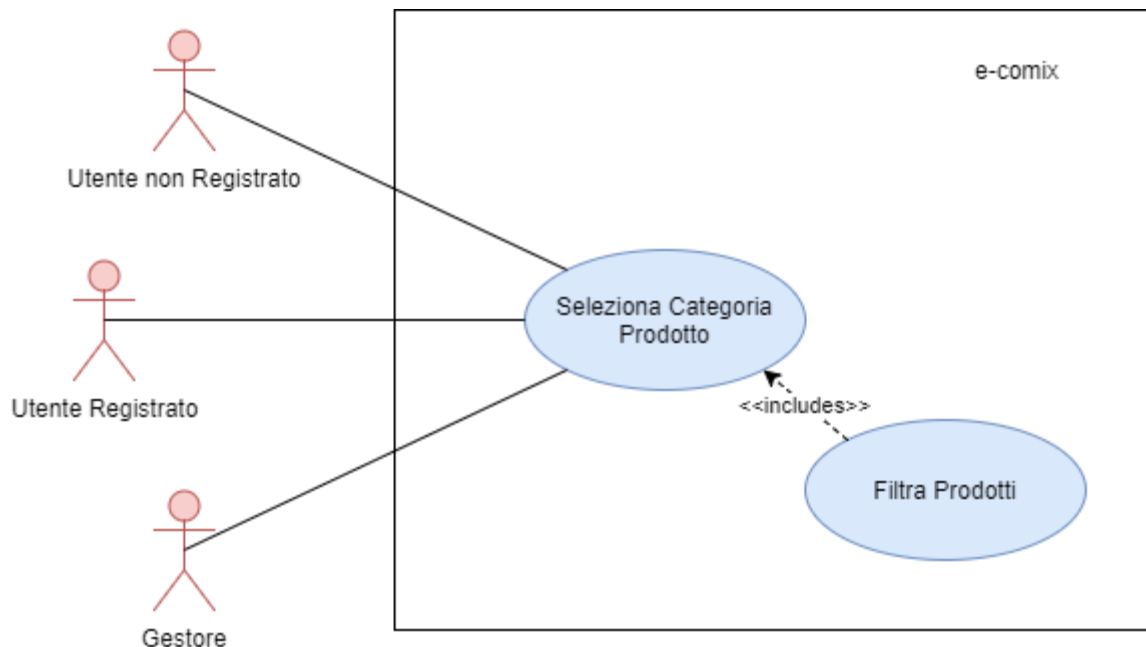 e-comix
Utente non Registrato
Seleziona Categoria
Prodotto
Utente Registrato
<<includes>>
Filtra Prodotti
Gestore